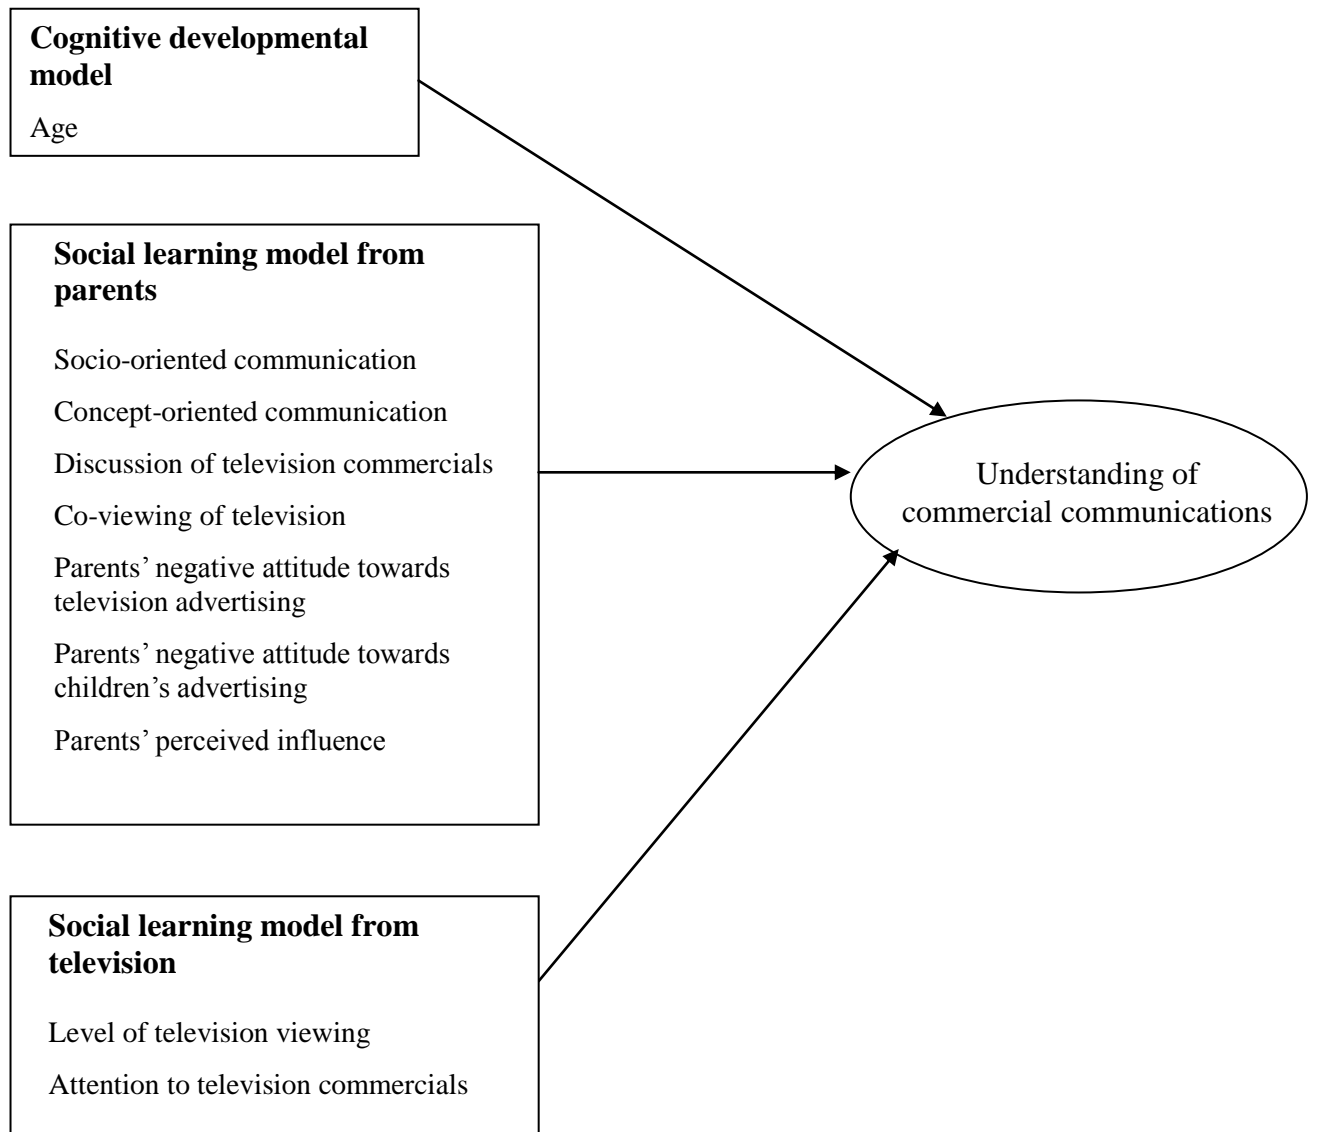 Cognitive developmental
model
Age
Social learning model from
parents
Socio-oriented communication
Concept-oriented communication
Discussion of television commercials
Co-viewing of television
Parents’ negative attitude towards
television advertising
Parents’ negative attitude towards
children’s advertising
Parents’ perceived influence
Understanding of
commercial communications
Social learning model from
television
Level of television viewing
Attention to television commercials